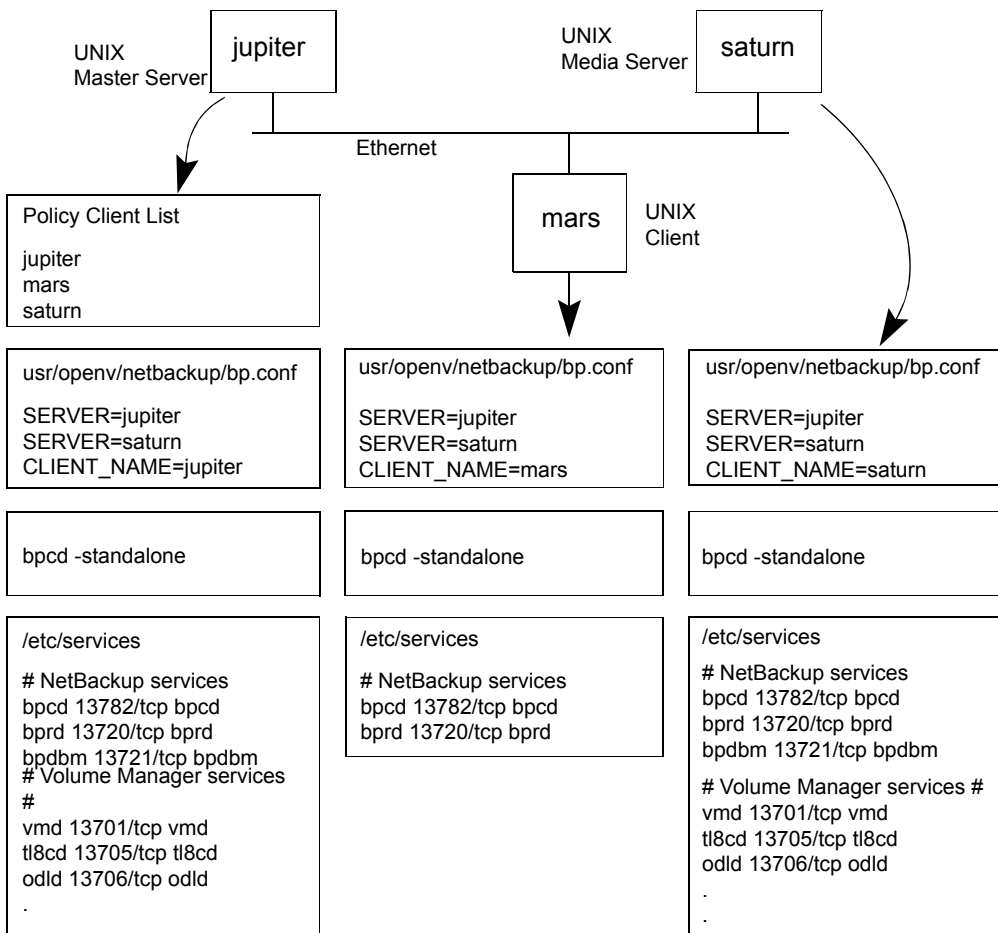 UNIX
Master Server
jupiter
UNIX
Media Server
saturn
Ethernet
mars
UNIX
Client
Policy Client List
jupiter
mars
saturn
usr/openv/netbackup/bp.conf
SERVER=jupiter
SERVER=saturn
CLIENT_NAME=jupiter
usr/openv/netbackup/bp.conf
SERVER=jupiter
SERVER=saturn
CLIENT_NAME=mars
usr/openv/netbackup/bp.conf
SERVER=jupiter
SERVER=saturn
CLIENT_NAME=saturn
bpcd -standalone
bpcd -standalone
bpcd -standalone
/etc/services
# NetBackup services
bpcd 13782/tcp bpcd
bprd 13720/tcp bprd
bpdbm 13721/tcp bpdbm
# Volume Manager services
#
vmd 13701/tcp vmd
tl8cd 13705/tcp tl8cd
odld 13706/tcp odld
.
/etc/services
# NetBackup services
bpcd 13782/tcp bpcd
bprd 13720/tcp bprd
/etc/services
# NetBackup services
bpcd 13782/tcp bpcd
bprd 13720/tcp bprd
bpdbm 13721/tcp bpdbm
# Volume Manager services #
vmd 13701/tcp vmd
tl8cd 13705/tcp tl8cd
odld 13706/tcp odld
.
.